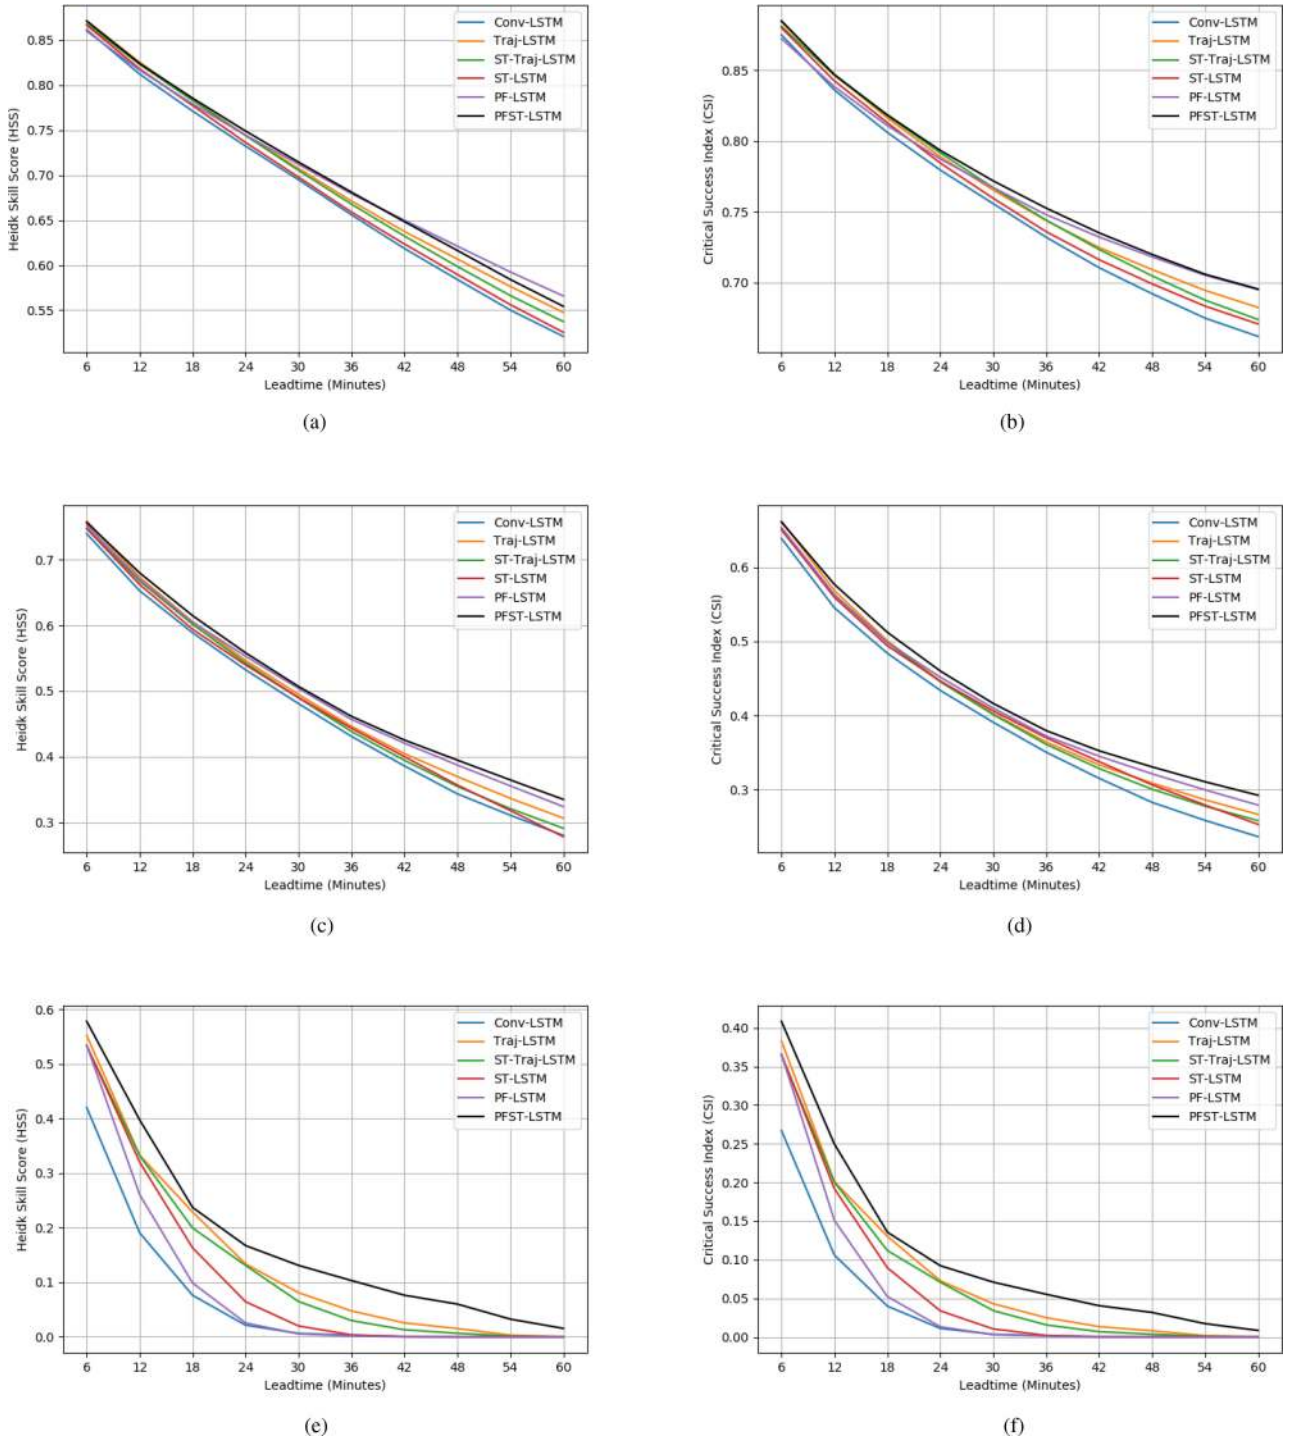 Heidk Skill Score (HSS)
0.85
0.80
0.75
0.70
0.65
0.60
0.55
Conv-LSTM
Traj-LSTM
ST-Traj-LSTM
ST-LSTM
PF-LSTM
PFST-LSTM
6 12 18 24 30 36 42 48 54 60
Leadtime (Minutes)
(a)
Critical Success Index (CSI)
0.85
0.80
0.75
0.70
Conv-LSTM
Traj-LSTM
ST-Traj-LSTM
ST-LSTM
PF-LSTM
PFST-LSTM
6 12 18 24 30 36 42 48 54 60
Leadtime (Minutes)
(b)
Heidk Skill Score (HSS)
0.7
0.6
0.5
0.4
0.3
Conv-LSTM
Traj-LSTM
ST-Traj-LSTM
ST-LSTM
PF-LSTM
PFST-LSTM
6 12 18 24 30 36 42 48 54 60
Leadtime (Minutes)
(c)
Critical Success Index (CSI)
0.6
0.5
0.4
0.3
Conv-LSTM
Traj-LSTM
ST-Traj-LSTM
ST-LSTM
PF-LSTM
PFST-LSTM
6 12 18 24 30 36 42 48 54 60
Leadtime (Minutes)
(d)
Heidk Skill Score (HSS)
0.6
0.5
0.4
0.3
0.2
0.1
0.0
Conv-LSTM
Traj-LSTM
ST-Traj-LSTM
ST-LSTM
PF-LSTM
PFST-LSTM
6 12 18 24 30 36 42 48 54 60
Leadtime (Minutes)
(e)
Critical Success Index (CSI)
0.40
0.35
0.30
0.25
0.20
0.15
0.10
0.05
0.00
Conv-LSTM
Traj-LSTM
ST-Traj-LSTM
ST-LSTM
PF-LSTM
PFST-LSTM
6 12 18 24 30 36 42 48 54 60
Leadtime (Minutes)
(f)